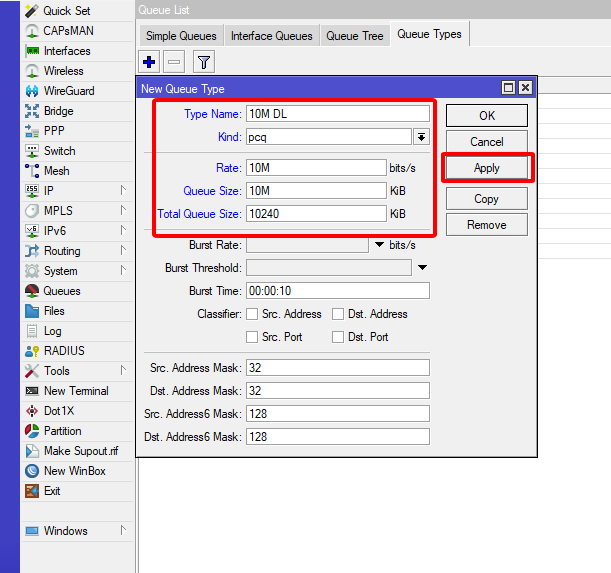 Quick Set
CAPsMAN
Interfaces
Wireless
WireGuard
Bridge
PPP
Switch
Mesh
255
IP
MPLS
v6
IPv6
Routing
System
Queues
Files
Log
RADIUS
Tools
New Terminal
Dot1X
Partition
Make Supout.rif
New WinBox
Exit
Windows
Queue List
Simple Queues Interface Queues Queue Tree Queue Types
New Queue Type
Type Name: 10M DL
Kind: pcq
Rate: 10M bits/s
Queue Size: 10M KiB
Total Queue Size: 10240 KiB
Burst Rate: bits/s
Burst Threshold:
Burst Time: 00:00:10
Classifier: Src. Address Dst. Address
Src. Port Dst. Port
Src. Address Mask: 32
Dst. Address Mask: 32
Src. Address6 Mask: 128
Dst. Address6 Mask: 128
OK
Cancel
Apply
Copy
Remove